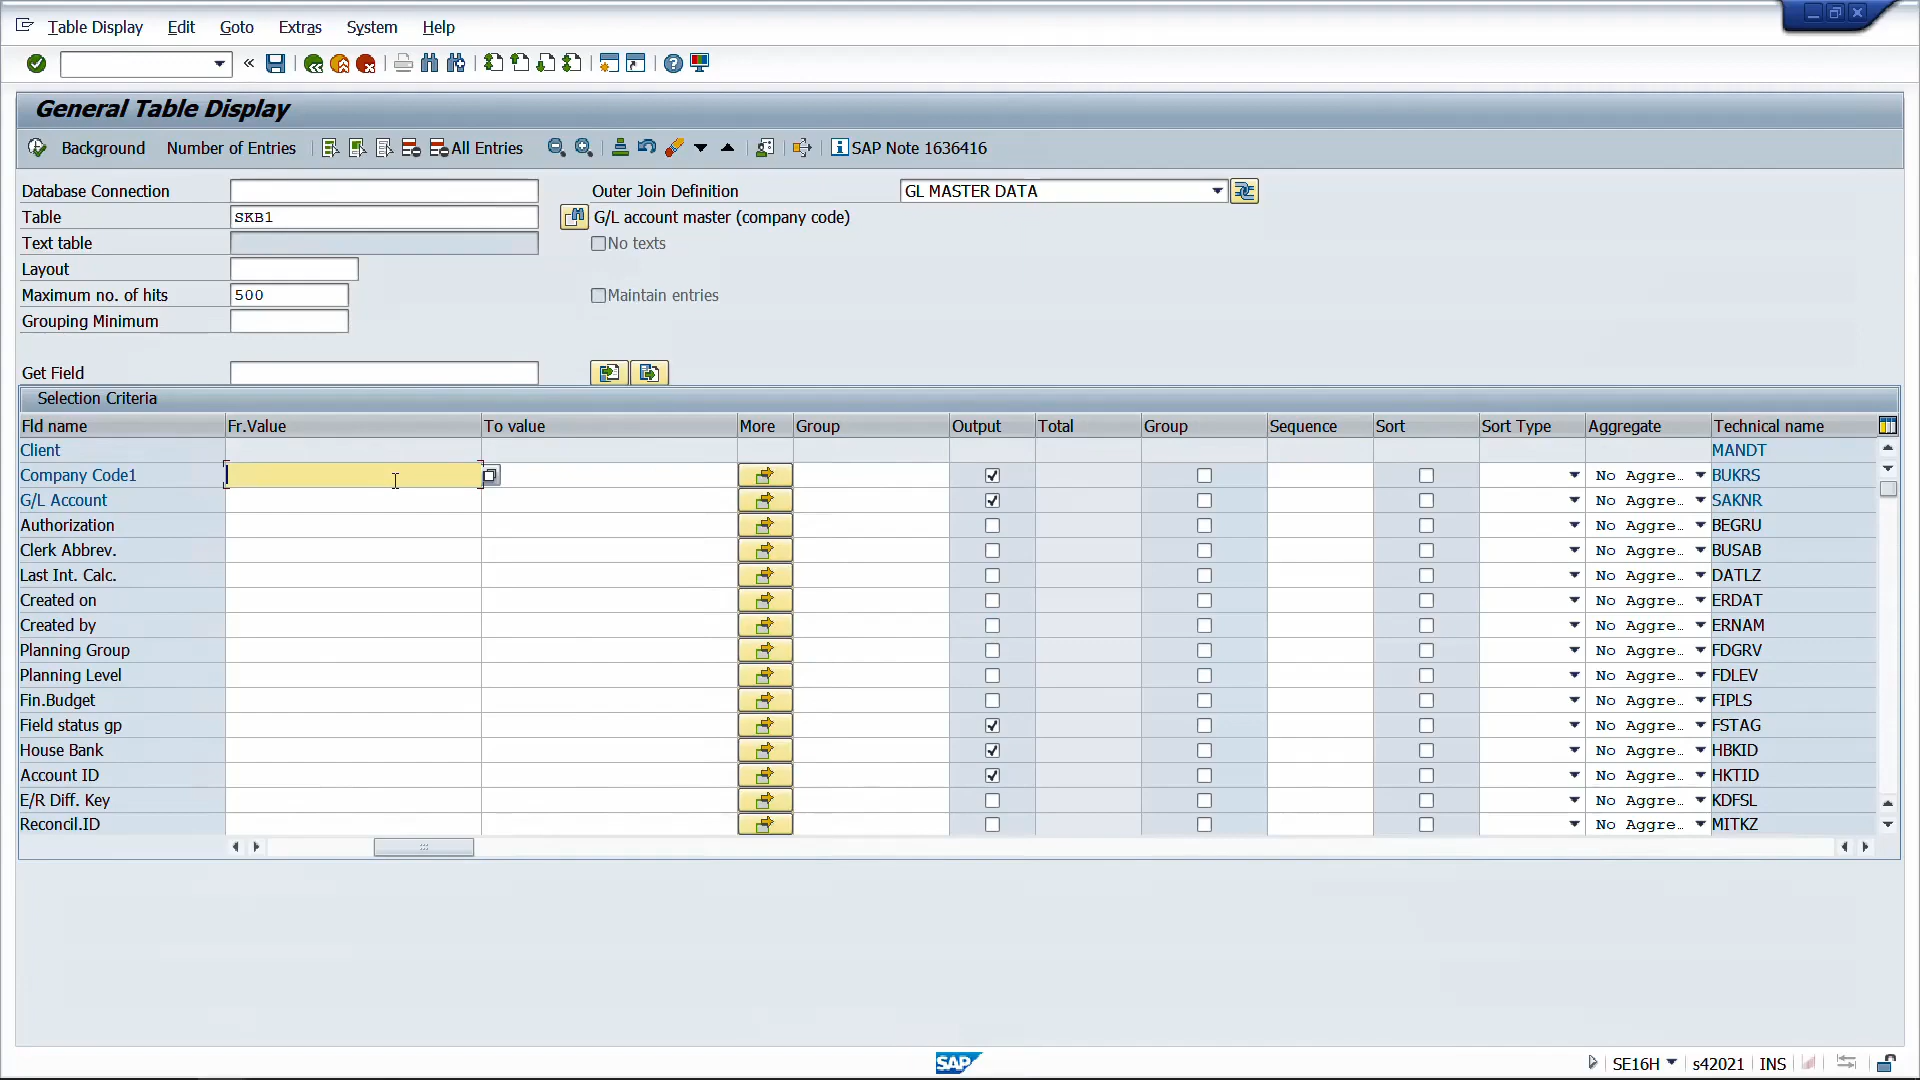 Table Display Edit Goto Extras System Help
«
General Table Display
Background Number of Entries All Entries SAP Note 1636416
Database Connection Outer Join Definition GL MASTER DATA
Table SKB1 G/L account master (company code)
Text table No texts
Layout
Maximum no. of hits 500 Maintain entries
Grouping Minimum
Get Field
Selection Criteria
Fld name Fr.Value To value More Group Output Total Group Sequence Sort Sort Type Aggregate Technical name
Client MANDT
Company Code1 No Aggre… BUKRS
G/L Account No Aggre… SAKNR
Authorization No Aggre… BEGRU
Clerk Abbrev. No Aggre… BUSAB
Last Int. Calc. No Aggre… DATLZ
Created on No Aggre… ERDAT
Created by No Aggre… ERNAM
Planning Group No Aggre… FDGRV
Planning Level No Aggre… FDLEV
Fin.Budget No Aggre… FIPLS
Field status gp No Aggre… FSTAG
House Bank No Aggre… HBKID
Account ID No Aggre… HKTID
E/R Diff. Key No Aggre… KDFSL
Reconcil.ID No Aggre… MITKZ
SAP SE16H s42021 INS